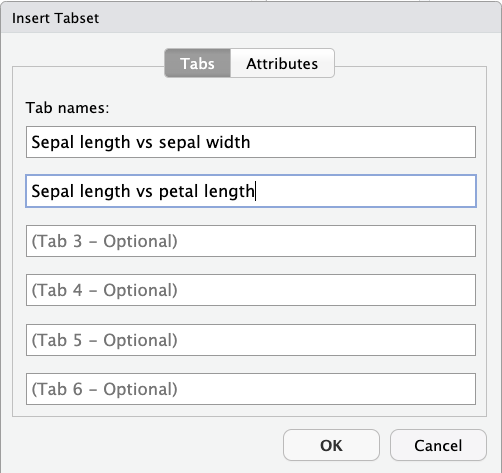 Insert Tabset
Tabs Attributes
Tab names:
Sepal length vs sepal width
Sepal length vs petal length
(Tab 3 – Optional)
(Tab 4 – Optional)
(Tab 5 – Optional)
(Tab 6 – Optional)
OK Cancel